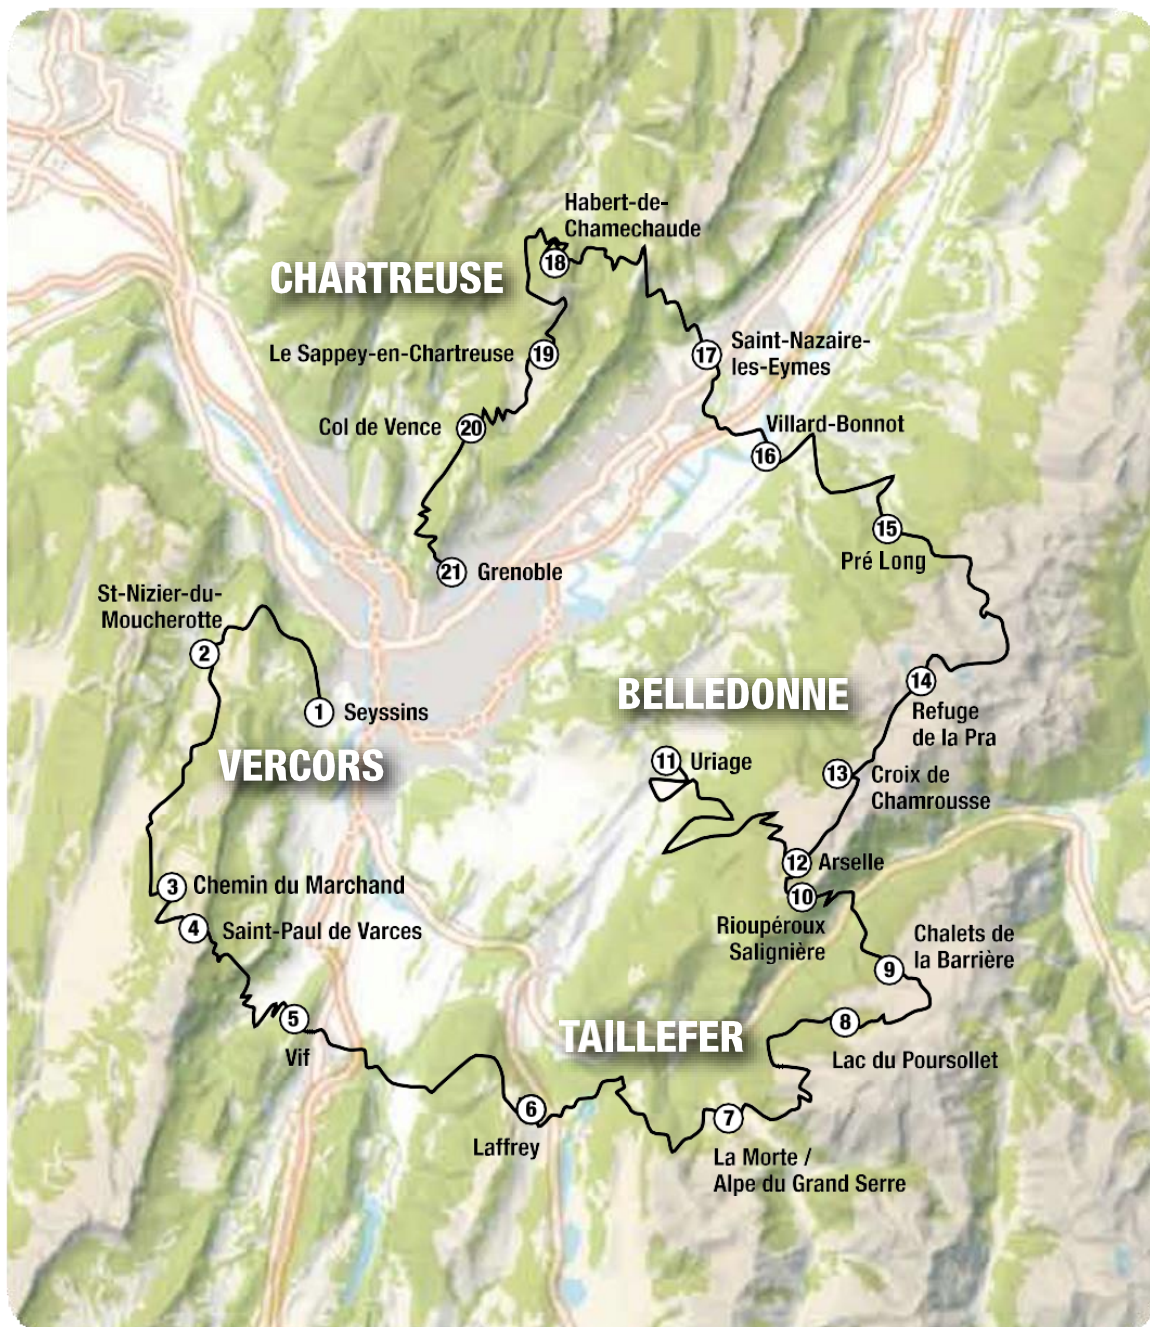 Habert-de-
Chamechaude
18
CHARTREUSE
Le Sappey-en-Chartreuse
19
17
Saint-Nazaire-
les-Eymes
Col de Vence
20
Villard-Bonnot
16
15
Pré Long
21
Grenoble
St-Nizier-du-
Moucherotte
2
1
Seyssins
VERCORS
BELLEDONNE
14
Refuge
de la Pra
11
Uriage
13
Croix de
Chamrousse
12
Arselle
3
Chemin du Marchand
4
Saint-Paul de Varces
10
Rioupéroux
Salignière
Chalets de
la Barrière
9
5
Vif
TAILLEFER
8
Lac du Poursollet
6
Laffrey
7
La Morte /
Alpe du Grand Serre